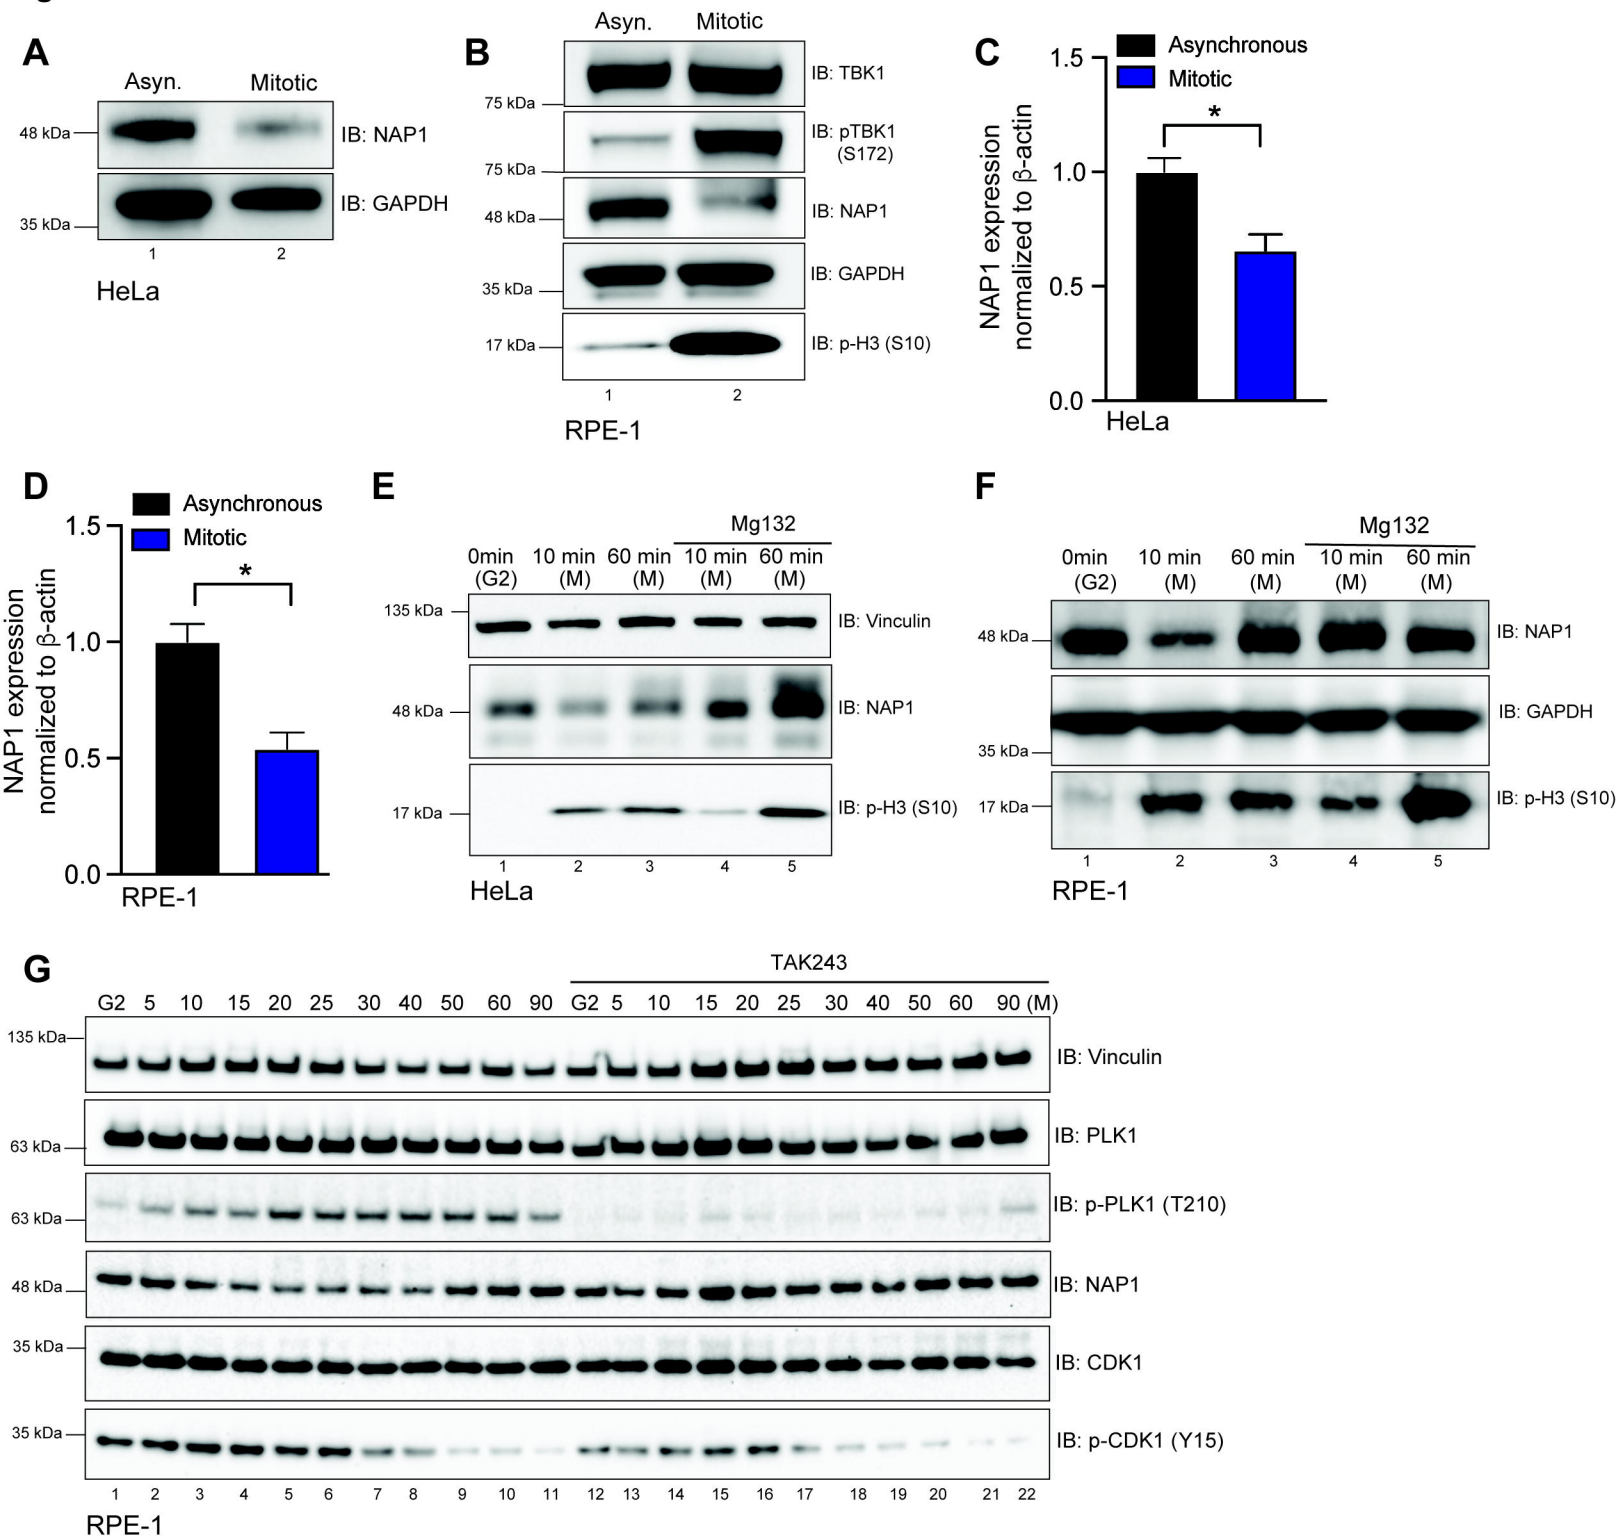 A
Asyn. Mitotic
48 kDa
IB: NAP1
IB: GAPDH
35 kDa
1 2
HeLa
B
Asyn. Mitotic
IB: TBK1
75 kDa
IB: pTBK1
(S172)
75 kDa
IB: NAP1
48 kDa
IB: GAPDH
35 kDa
17 kDa
IB: p-H3 (S10)
1 2
RPE-1
C
Asynchronous
Mitotic
*
NAP1 expression
normalized to β-actin
1.5
1.0
0.5
0.0
HeLa
D
Asynchronous
Mitotic
*
NAP1 expression
normalized to β-actin
1.5
1.0
0.5
0.0
RPE-1
E
Mg132
0min 10 min 60 min 10 min 60 min
(G2) (M) (M) (M) (M)
135 kDa
IB: Vinculin
48 kDa
IB: NAP1
17 kDa
IB: p-H3 (S10)
1 2 3 4 5
HeLa
F
Mg132
0min 10 min 60 min 10 min 60 min
(G2) (M) (M) (M) (M)
48 kDa
IB: NAP1
IB: GAPDH
35 kDa
17 kDa
IB: p-H3 (S10)
1 2 3 4 5
RPE-1
G
TAK243
G2 5 10 15 20 25 30 40 50 60 90 G2 5 10 15 20 25 30 40 50 60 90 (M)
135 kDa
IB: Vinculin
IB: PLK1
63 kDa
IB: p-PLK1 (T210)
63 kDa
IB: NAP1
48 kDa
35 kDa
IB: CDK1
35 kDa
IB: p-CDK1 (Y15)
1 2 3 4 5 6 7 8 9 10 11 12 13 14 15 16 17 18 19 20 21 22
RPE-1